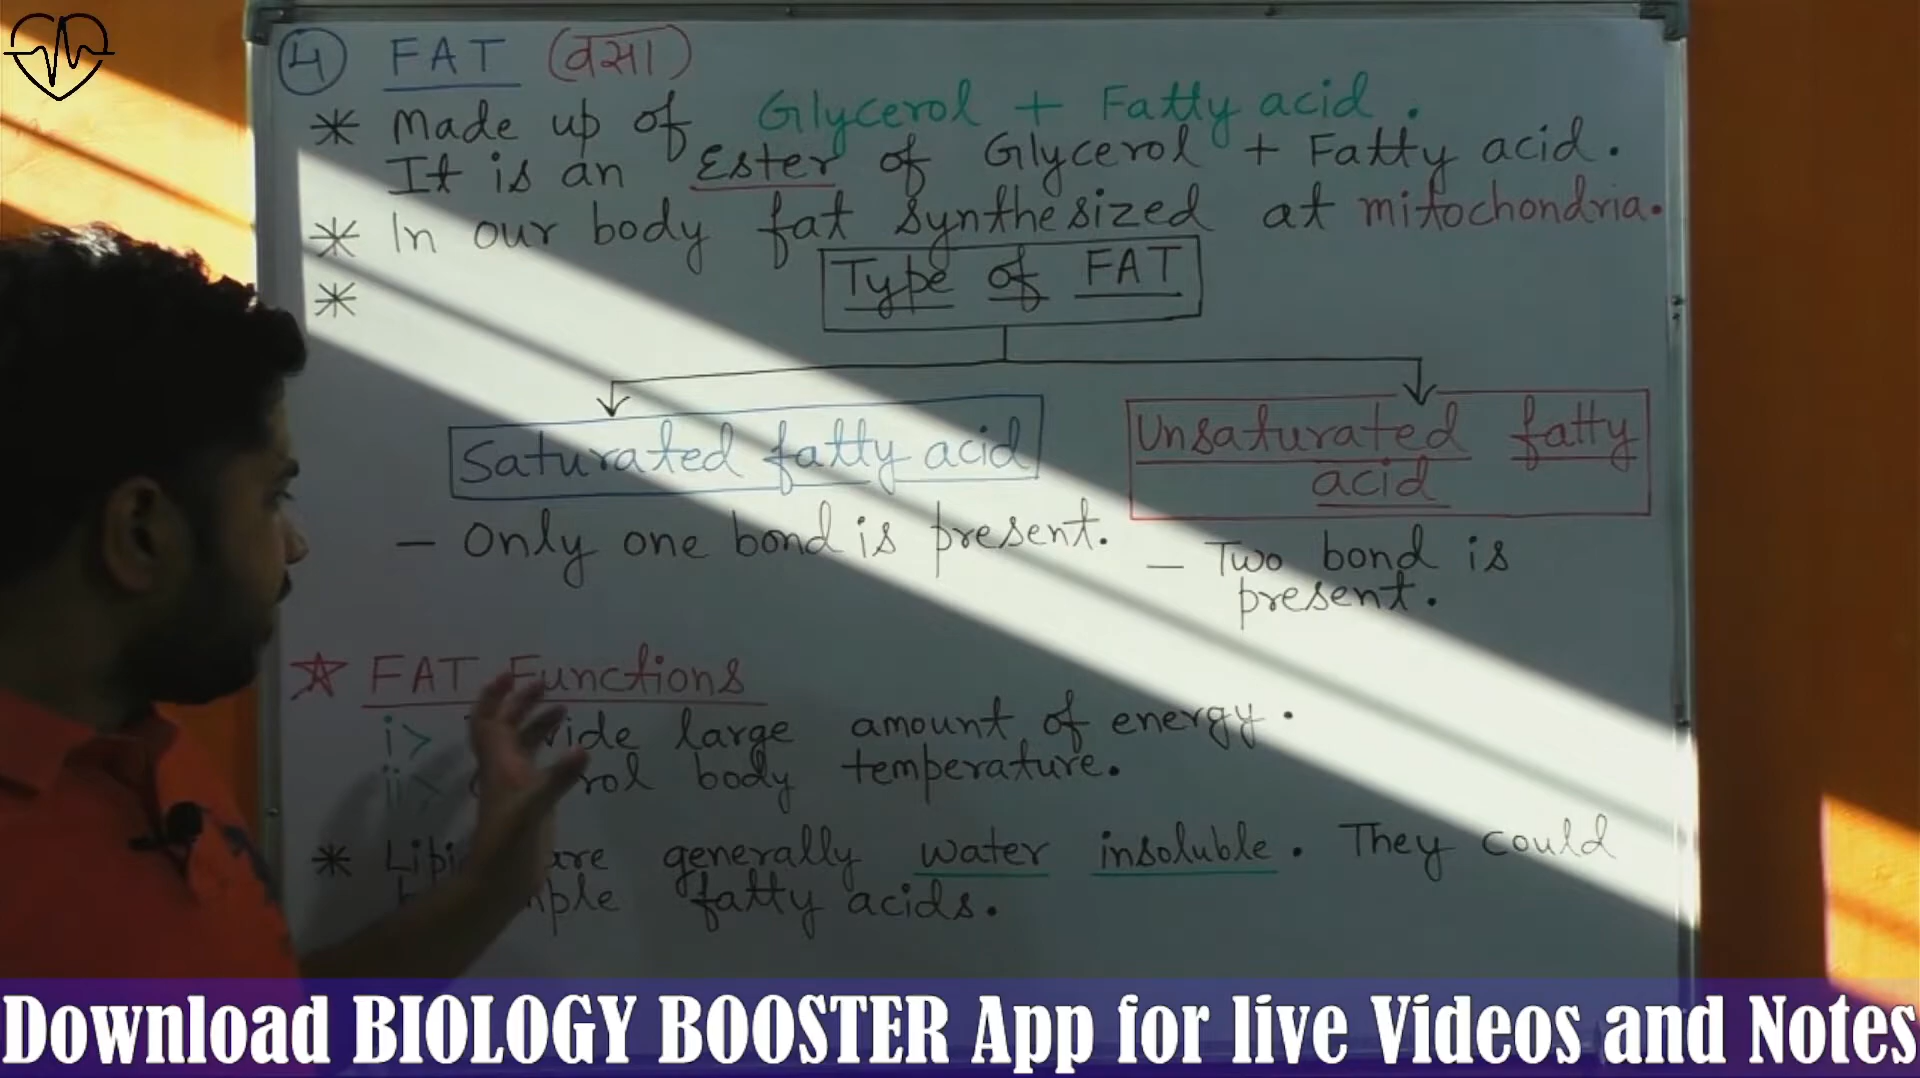 4 FAT (वसा)
* Made up of Glycerol + Fatty acid.
It is an Ester of Glycerol + Fatty acid.
* In our body fat synthesized at mitochondria.
*
Type of FAT
Saturated fatty acid
Unsaturated fatty acid
- Only one bond is present.
- Two bond is present.
FAT Functions
i> large amount of energy.
ii> body temperature.
* are generally water insoluble. They could
fatty acids.
Download BIOLOGY BOOSTER App for live Videos and Notes